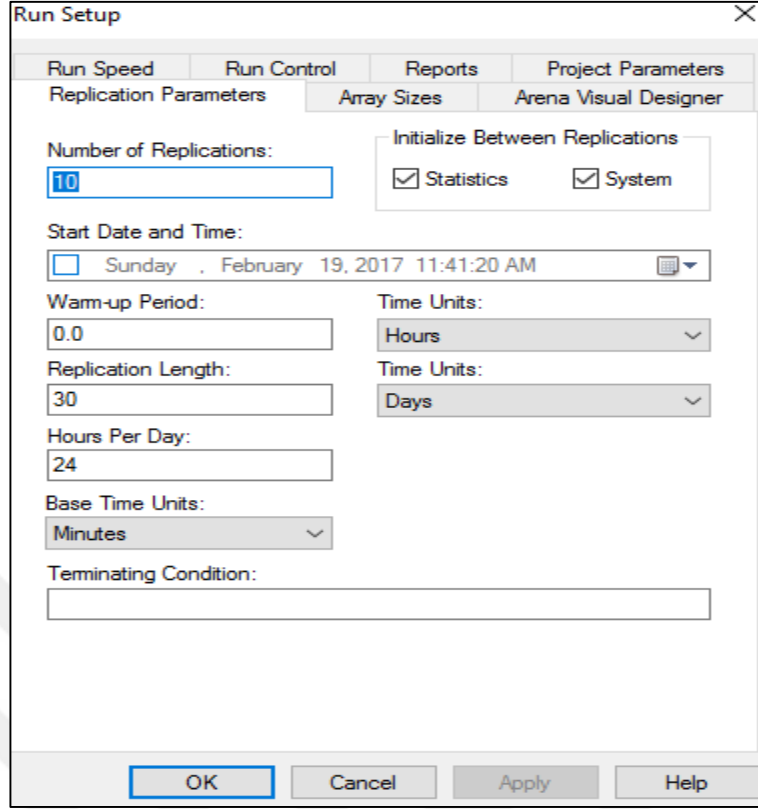 Run Setup
Run Speed Run Control Reports Project Parameters
Replication Parameters Array Sizes Arena Visual Designer
Number of Replications:
10
Initialize Between Replications
Statistics System
Start Date and Time:
Sunday , February 19, 2017 11:41:20 AM
Warm-up Period: Time Units:
0.0 Hours
Replication Length: Time Units:
30 Days
Hours Per Day:
24
Base Time Units:
Minutes
Terminating Condition:
OK Cancel Apply Help